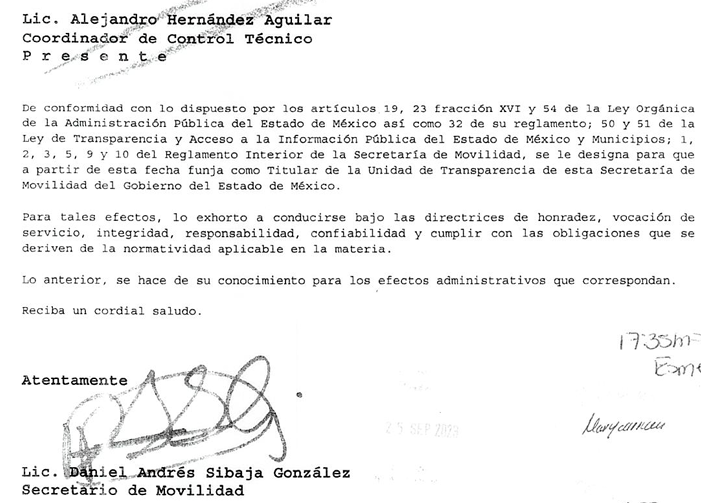 Lic. Alejandro Hernández Aguilar
Coordinador de Control Técnico
P r e s e n t e
De conformidad con lo dispuesto por los artículos 19, 23 fracción XVI y 54 de la Ley Orgánica
de la Administración Pública del Estado de México así como 32 de su reglamento; 50 y 51 de la
Ley de Transparencia y Acceso a la Información Pública del Estado de México y Municipios; 1,
2, 3, 5, 9 y 10 del Reglamento Interior de la Secretaría de Movilidad, se le designa para que
a partir de esta fecha funja como Titular de la Unidad de Transparencia de esta Secretaría de
Movilidad del Gobierno del Estado de México.
Para tales efectos, lo exhorto a conducirse bajo las directrices de honradez, vocación de
servicio, integridad, responsabilidad, confiabilidad y cumplir con las obligaciones que se
deriven de la normatividad aplicable en la materia.
Lo anterior, se hace de su conocimiento para los efectos administrativos que correspondan.
Reciba un cordial saludo.
17:35
Atentamente
25 SEP 2023
Lic. Daniel Andrés Sibaja González
Secretario de Movilidad